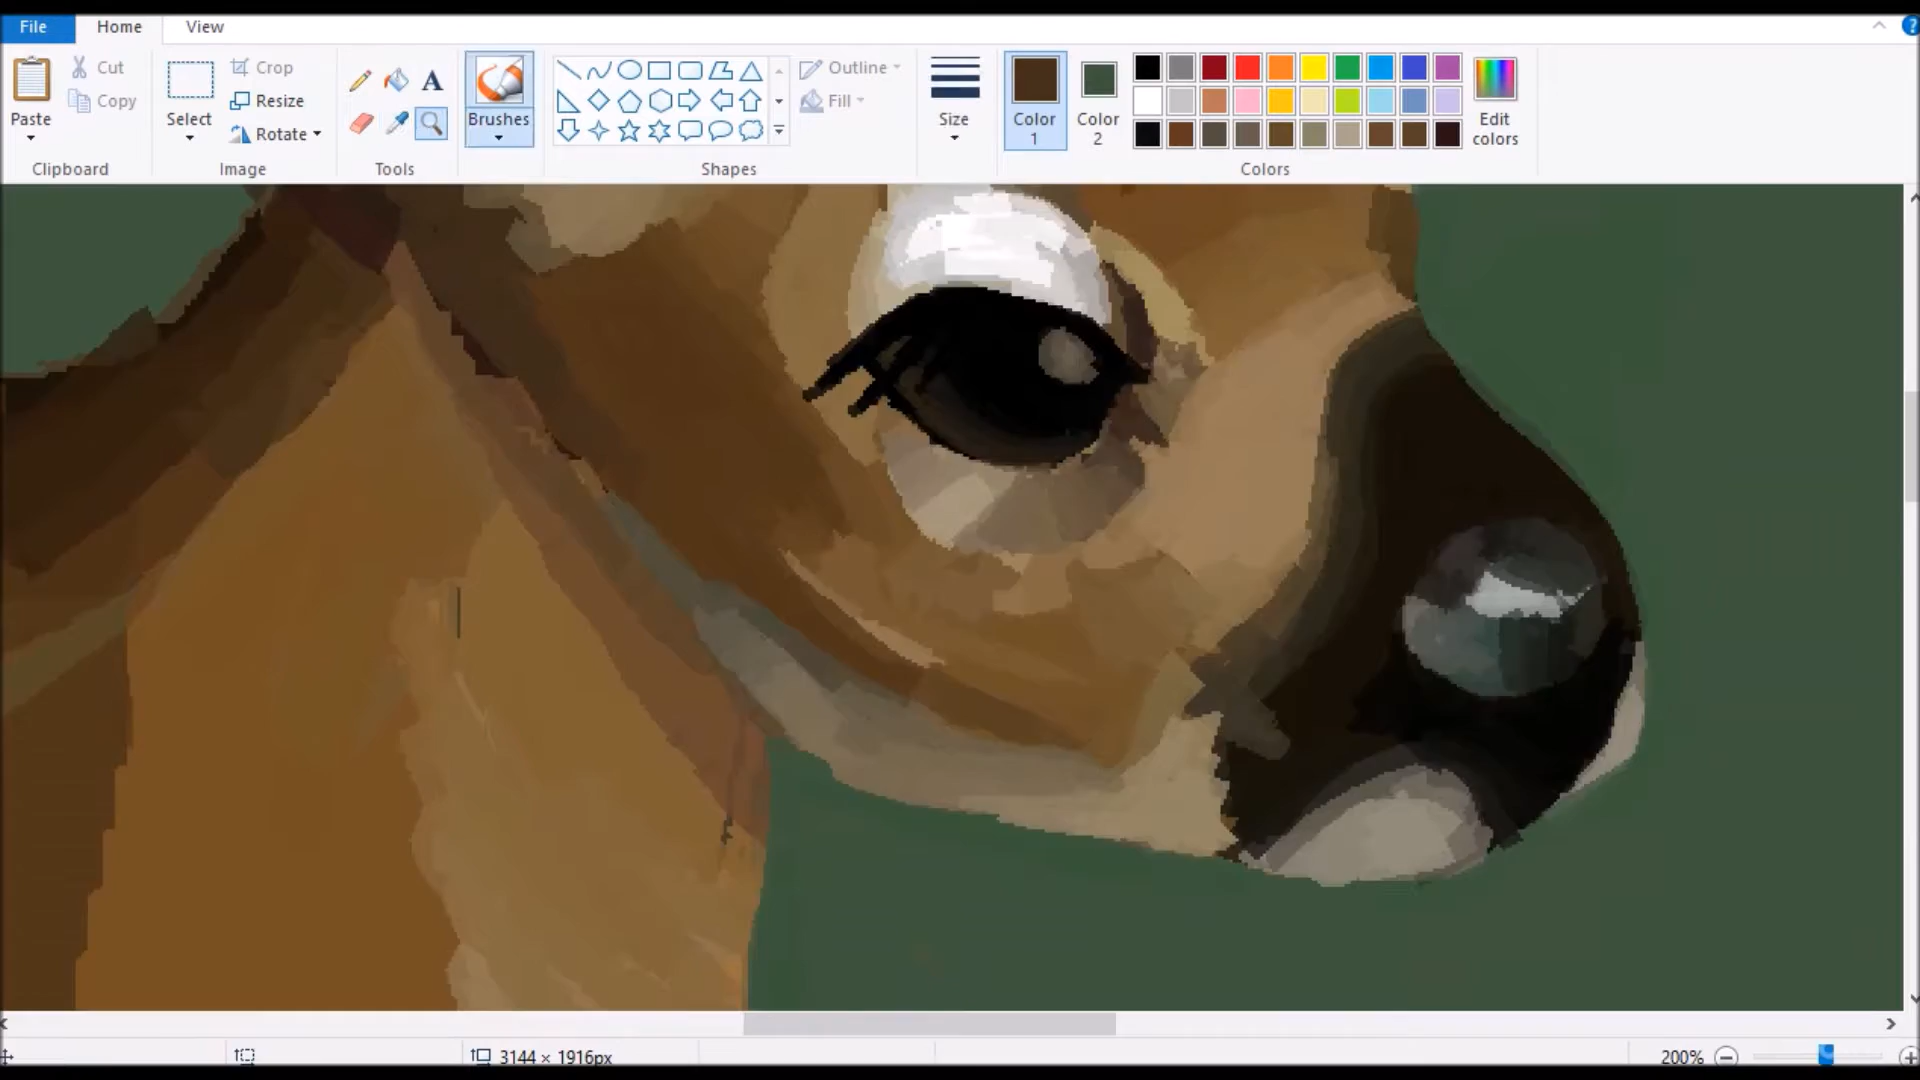 File Home View
Paste
Cut
Copy
Clipboard
Select
Crop
Resize
Rotate
Image
A
Tools
Brushes
Outline
Fill
Shapes
Size
Color
1
Color
2
Edit
colors
Colors
?
3144 × 1916px
200%